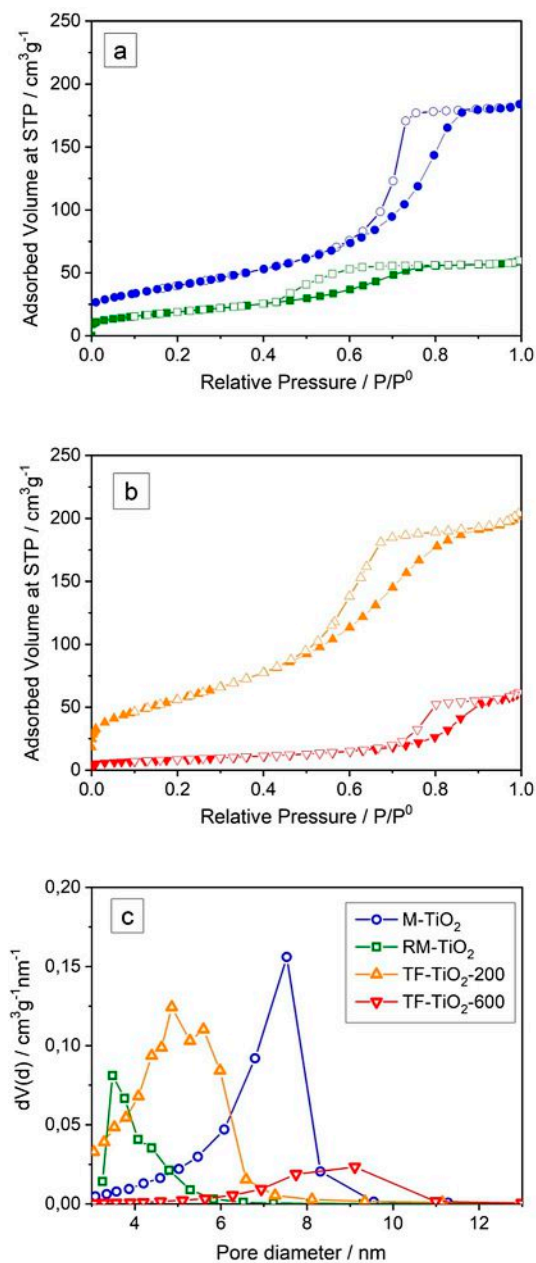 a
250
200
150
100
50
0
Adsorbed Volume at STP / cm³g⁻¹
0.0 0.2 0.4 0.6 0.8 1.0
Relative Pressure / P/P⁰
b
250
200
150
100
50
0
Adsorbed Volume at STP / cm³g⁻¹
0.0 0.2 0.4 0.6 0.8 1.0
Relative Pressure / P/P⁰
c
0,20
0,15
0,10
0,05
0,00
dV(d) / cm³g⁻¹nm⁻¹
M-TiO₂
RM-TiO₂
TF-TiO₂-200
TF-TiO₂-600
4 6 8 10 12
Pore diameter / nm